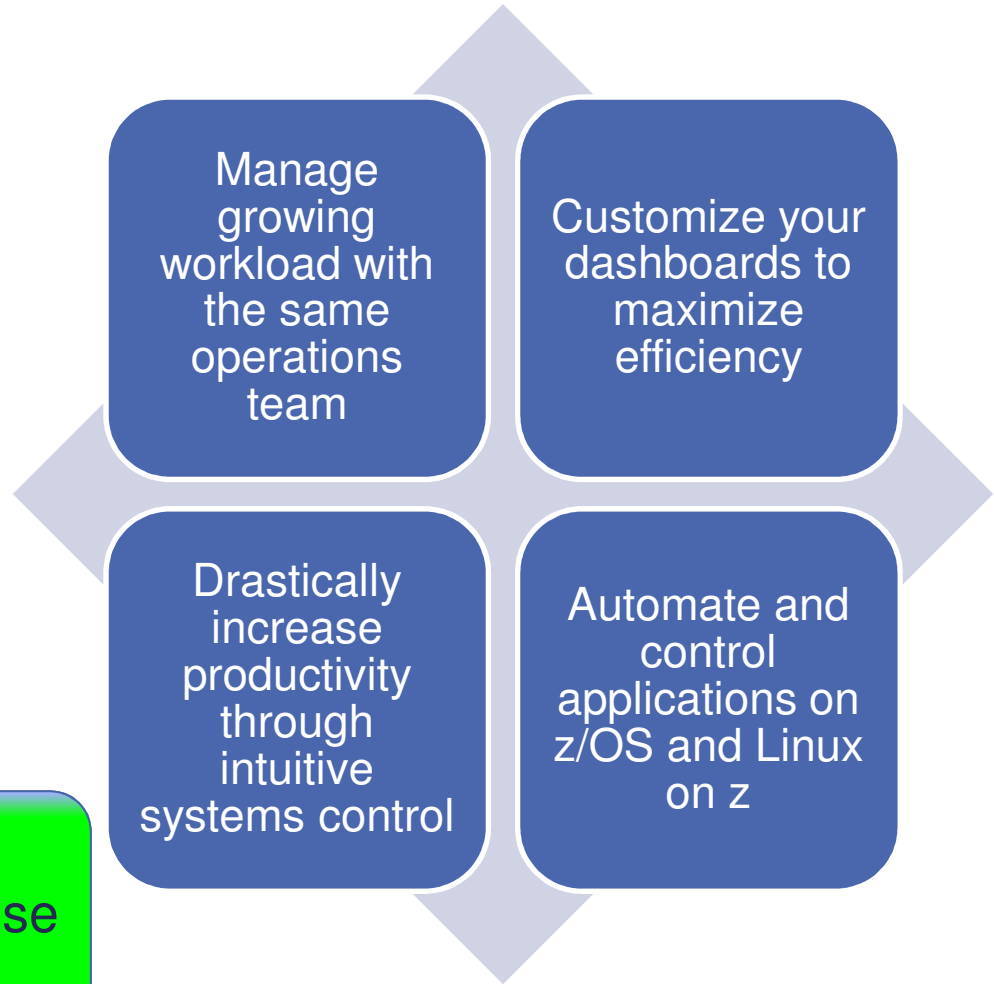 Manage
growing
workload with
the same
operations
team
Customize your
dashboards to
maximize
efficiency
Drastically
increase
productivity
through
intuitive
systems control
Automate and
control
applications on
z/OS and Linux
on z